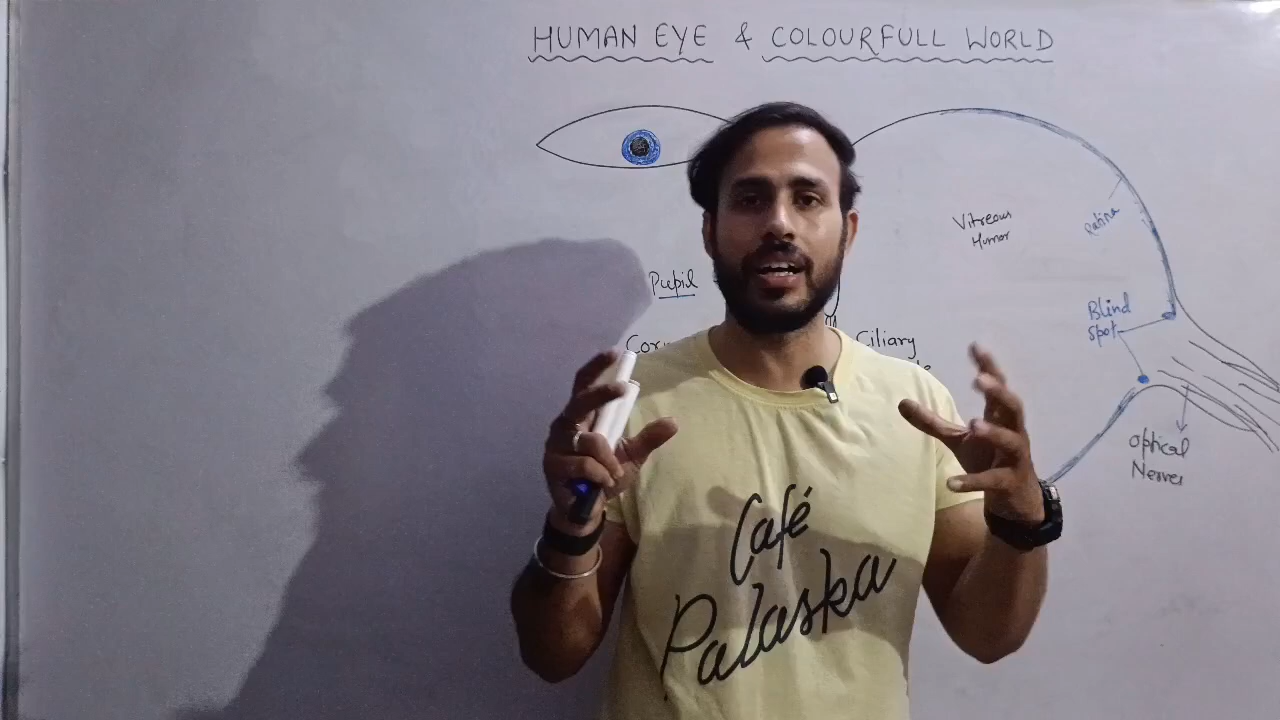 HUMAN EYE & COLOURFULL WORLD
Vitreous
Humor
Retina
Pupil
Blind
spot
Ciliary
Optical
Nerves
Café
Palaska